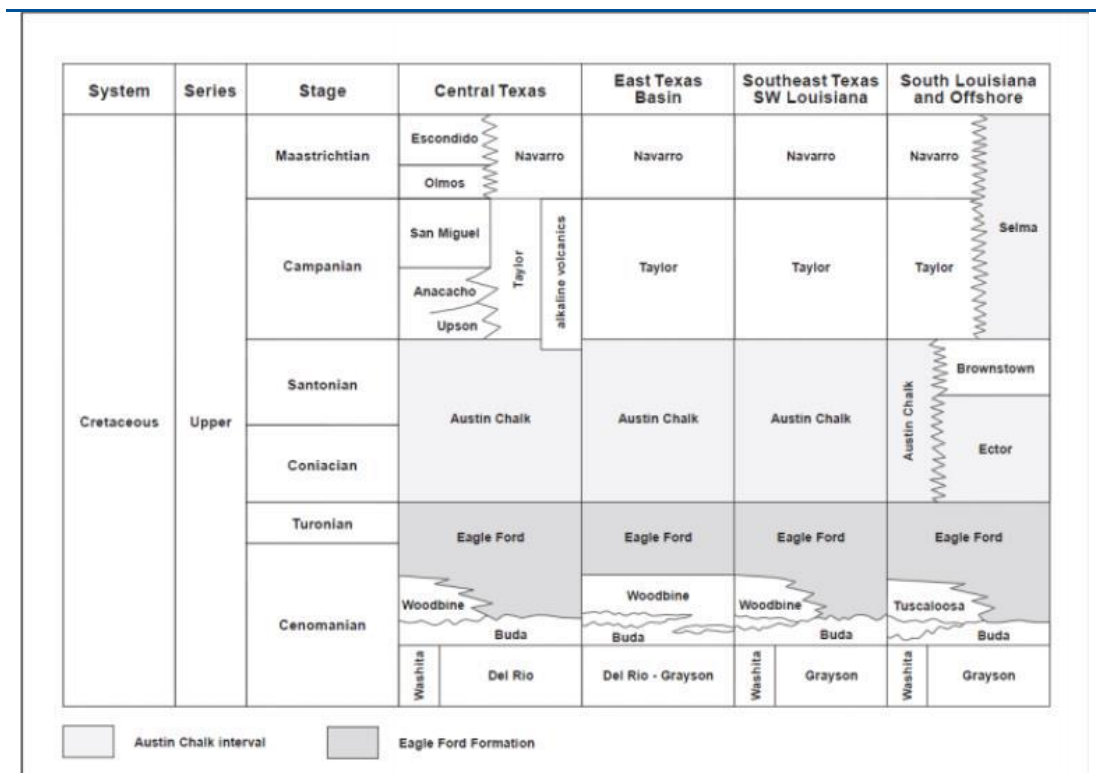 System
Series
Stage
Central Texas
East Texas
Basin
Southeast Texas
SW Louisiana
South Louisiana
and Offshore
Cretaceous
Upper
Maastrichtian
Escondido
Olmos
Navarro
Navarro
Navarro
Navarro
Selma
Campanian
San Miguel
Anacacho
Upson
Taylor
alkaline volcanics
Taylor
Taylor
Taylor
Santonian
Coniacian
Austin Chalk
Austin Chalk
Austin Chalk
Austin Chalk
Brownstown
Ector
Turonian
Cenomanian
Eagle Ford
Eagle Ford
Eagle Ford
Eagle Ford
Woodbine
Buda
Woodbine
Buda
Woodbine
Buda
Tuscaloosa
Buda
Washita
Del Rio
Del Rio - Grayson
Washita
Grayson
Washita
Grayson
Austin Chalk interval
Eagle Ford Formation